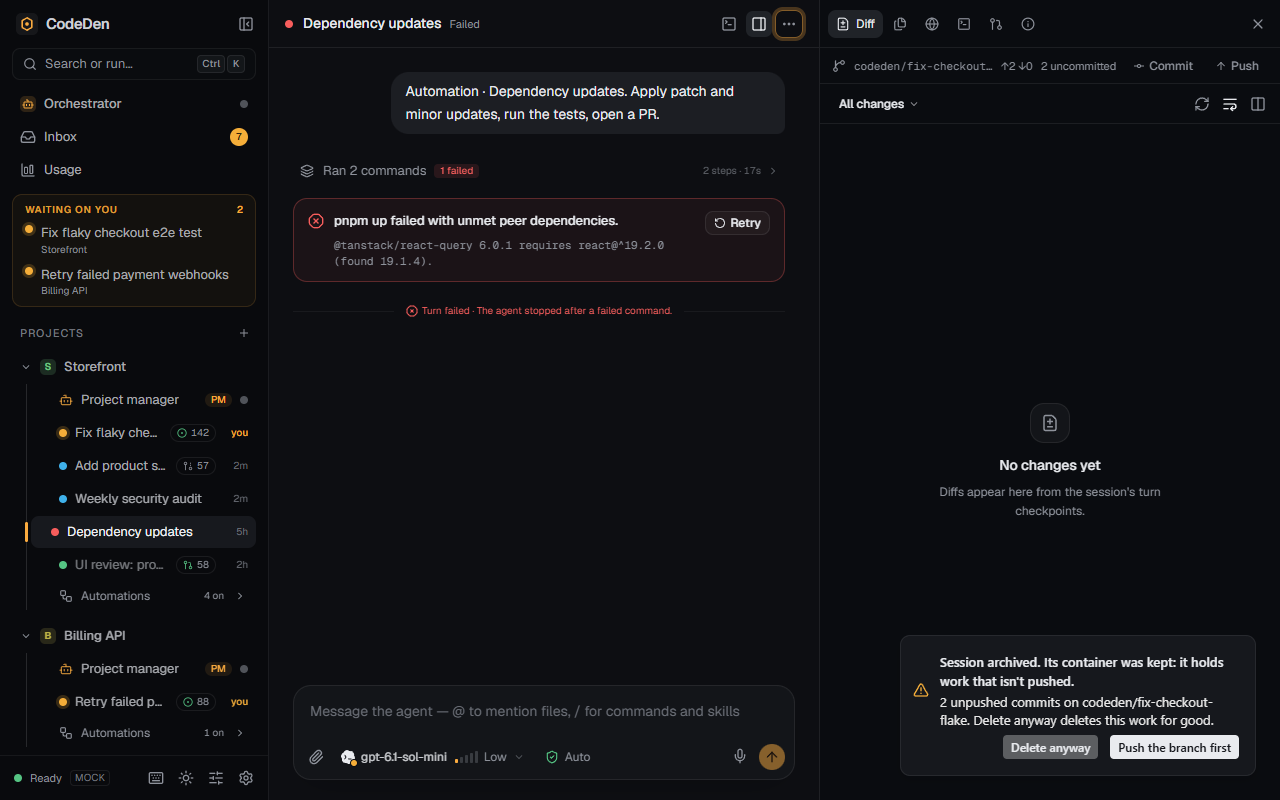 CodeDen
Search or run…
Ctrl K
Orchestrator
Inbox
7
Usage
WAITING ON YOU
2
Fix flaky checkout e2e test
Storefront
Retry failed payment webhooks
Billing API
PROJECTS
S
Storefront
Project manager
PM
Fix flaky che…
142
you
Add product s…
57
2m
Weekly security audit
2m
Dependency updates
5h
UI review: pro…
58
2h
Automations
4 on
B
Billing API
Project manager
PM
Retry failed p…
88
you
Automations
1 on
Ready
MOCK
Dependency updates
Failed
Automation · Dependency updates. Apply patch and
minor updates, run the tests, open a PR.
Ran 2 commands
1 failed
2 steps · 17s
pnpm up failed with unmet peer dependencies.
Retry
@tanstack/react-query 6.0.1 requires react@^19.2.0
(found 19.1.4).
Turn failed · The agent stopped after a failed command.
Message the agent — @ to mention files, / for commands and skills
gpt-6.1-sol-mini
Low
Auto
Diff
codeden/fix-checkout…
↑2 ↓0
2 uncommitted
Commit
Push
All changes
No changes yet
Diffs appear here from the session's turn
checkpoints.
Session archived. Its container was kept: it holds
work that isn't pushed.
2 unpushed commits on codeden/fix-checkout-
flake. Delete anyway deletes this work for good.
Delete anyway
Push the branch first